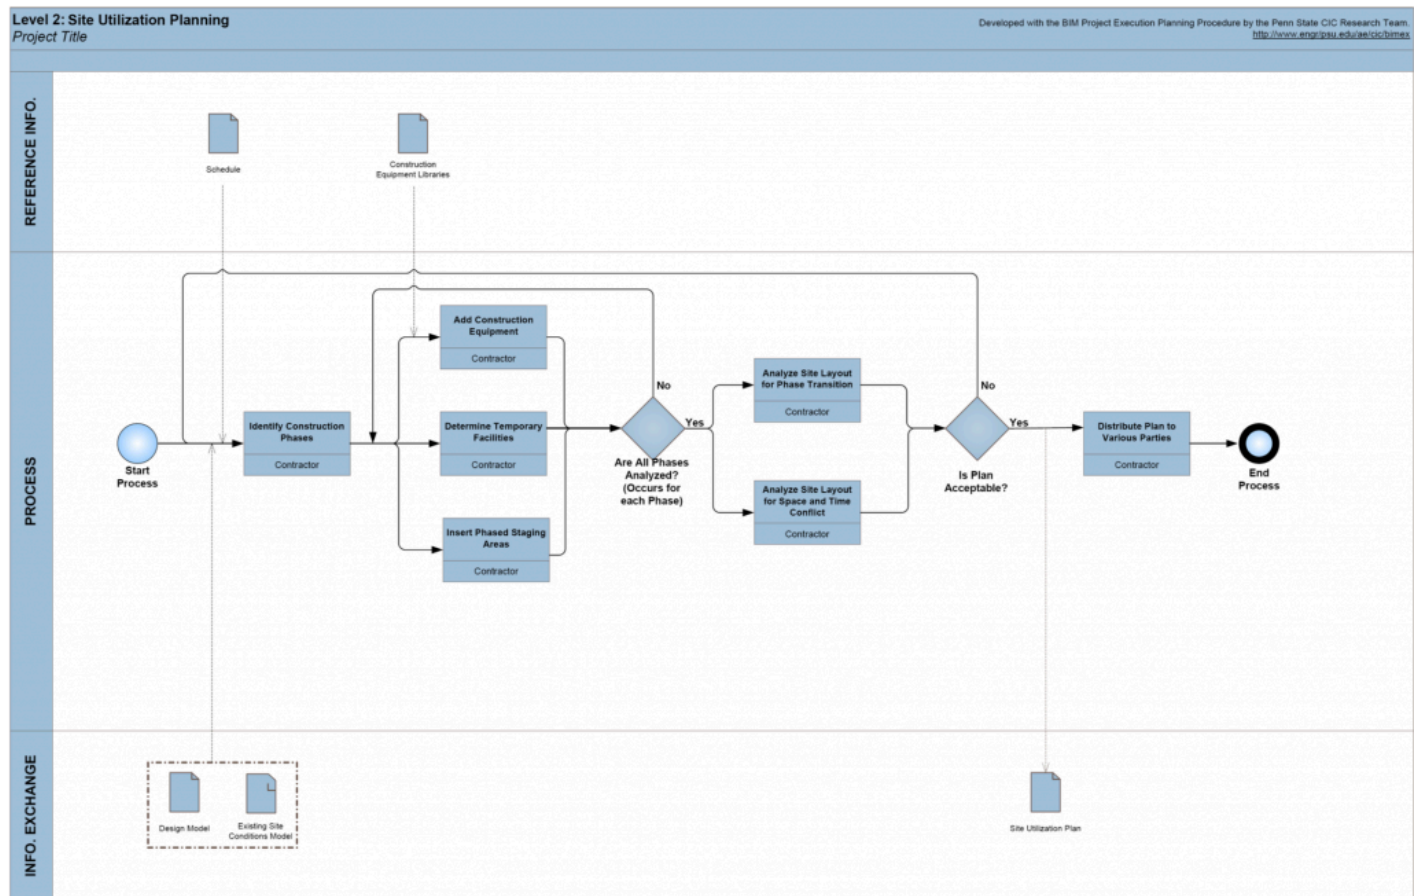 Level 2: Site Utilization Planning
Project Title
Developed with the BIM Project Execution Planning Procedure by the Penn State CIC Research Team.
http://www.engr/psu.edu/ae/cic/bimex
REFERENCE INFO.
Schedule
Construction
Equipment Libraries
PROCESS
Start
Process
Identify Construction
Phases
Contractor
Add Construction
Equipment
Contractor
Determine Temporary
Facilities
Contractor
Insert Phased Staging
Areas
Contractor
No
Yes
Are All Phases
Analyzed?
(Occurs for
each Phase)
Analyze Site Layout
for Phase Transition
Contractor
Analyze Site Layout
for Space and Time
Conflict
Contractor
No
Yes
Is Plan
Acceptable?
Distribute Plan to
Various Parties
Contractor
End
Process
INFO. EXCHANGE
Design Model
Existing Site
Conditions Model
Site Utilization Plan